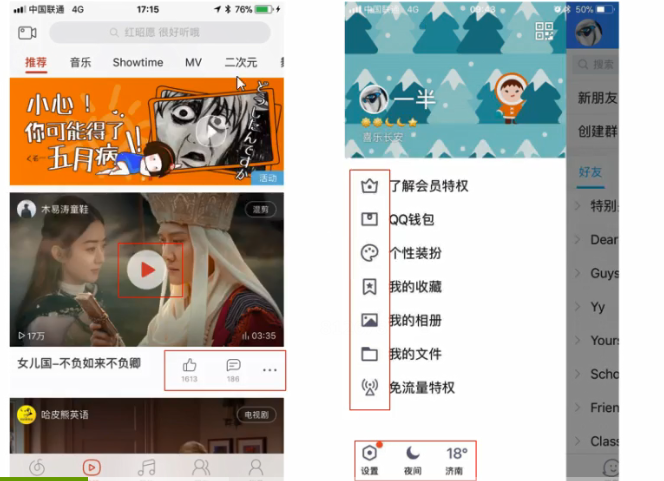 中国联通 4G 17:15 76%
红昭愿 很好听哦
推荐 音乐 Showtime MV 二次元
小心！
你可能得了
五月病
どうしたんですか
活动
木易涛童鞋
混剪
17万
03:35
女儿国-不负如来不负卿
1613 186
哈皮熊英语
电视剧
中国联通 4G 50%
一半
喜乐长安
了解会员特权
QQ钱包
个性装扮
我的收藏
我的相册
我的文件
免流量特权
设置 夜间 18°
济南
搜索
新朋友
创建群
好友
特别
Dear
Guys
Yy
Yours
Scho
Frien
Class